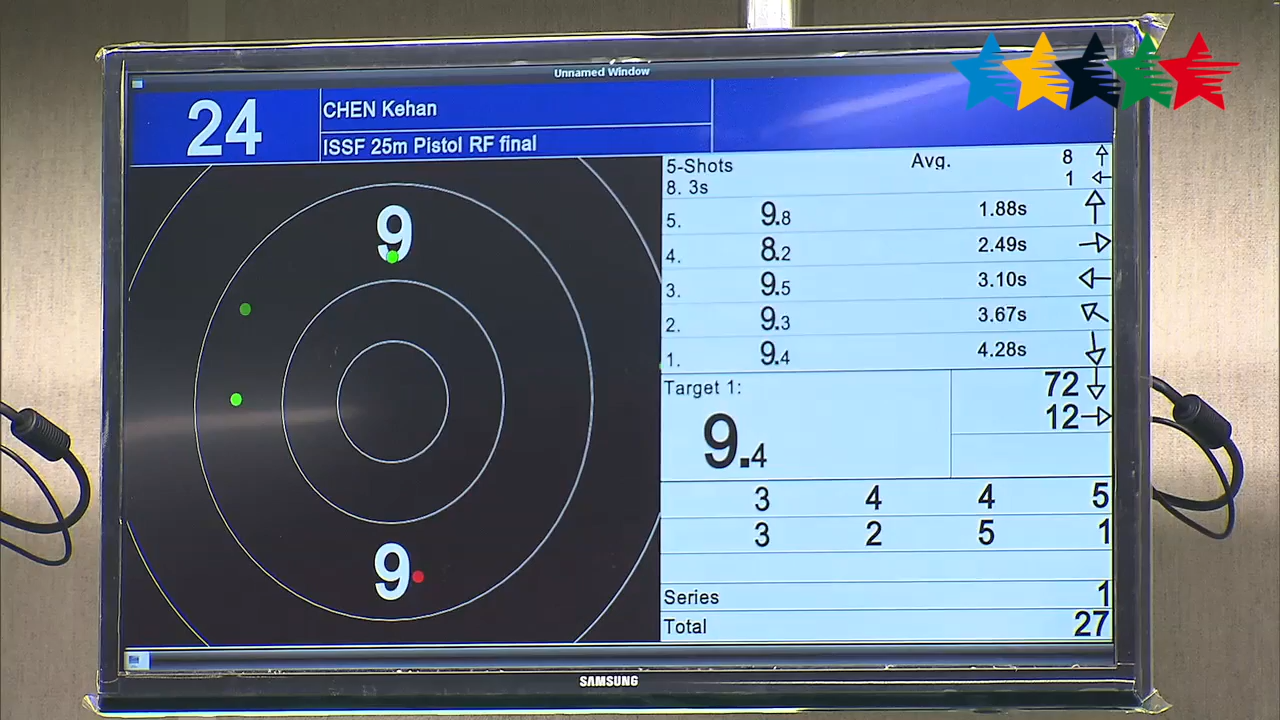 Unnamed Window
24
CHEN Kehan
ISSF 25m Pistol RF final
5-Shots Avg. 8
8. 3s 1
5. 9.8 1.88s
4. 8.2 2.49s
3. 9.5 3.10s
2. 9.3 3.67s
1. 9.4 4.28s
Target 1: 72
9.4 12
3 4 4 5
3 2 5 1
Series 1
Total 27
9
9
SAMSUNG